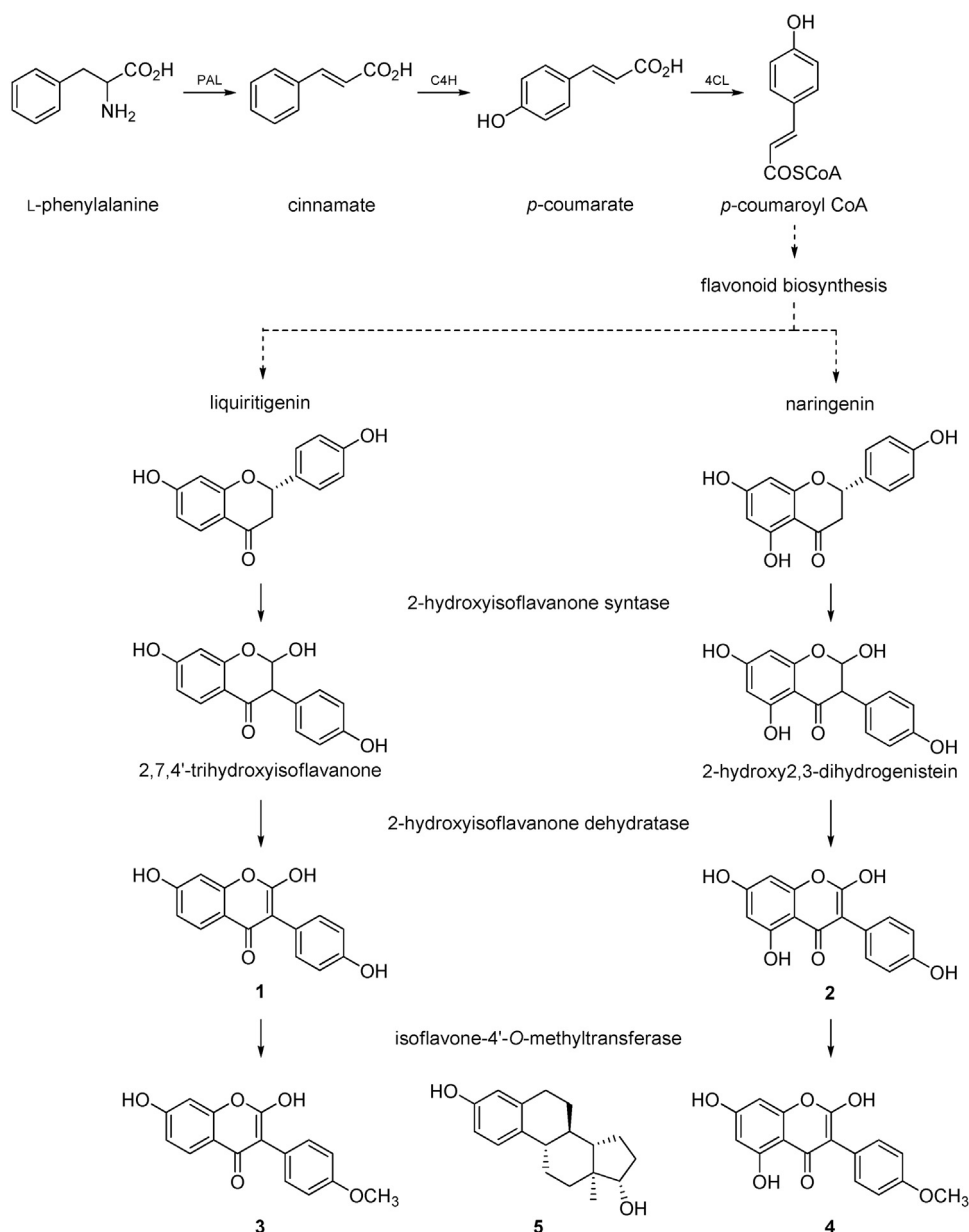 OH
CO₂H
NH₂
PAL
CO₂H
C4H
HO
CO₂H
4CL
COSCoA
L-phenylalanine
cinnamate
p-coumarate
p-coumaroyl CoA
flavonoid biosynthesis
liquiritigenin
naringenin
OH
HO
O
O
OH
HO
O
OH
O
2-hydroxyisoflavanone syntase
HO
O
OH
O
OH
HO
O
OH
OH
O
OH
2,7,4'-trihydroxyisoflavanone
2-hydroxy2,3-dihydrogenistein
2-hydroxyisoflavanone dehydratase
HO
O
OH
O
OH
HO
O
OH
OH
O
OH
1
2
isoflavone-4'-O-methyltransferase
HO
O
OH
O
OCH₃
HO
OH
HO
O
OH
OH
O
OCH₃
3
5
4